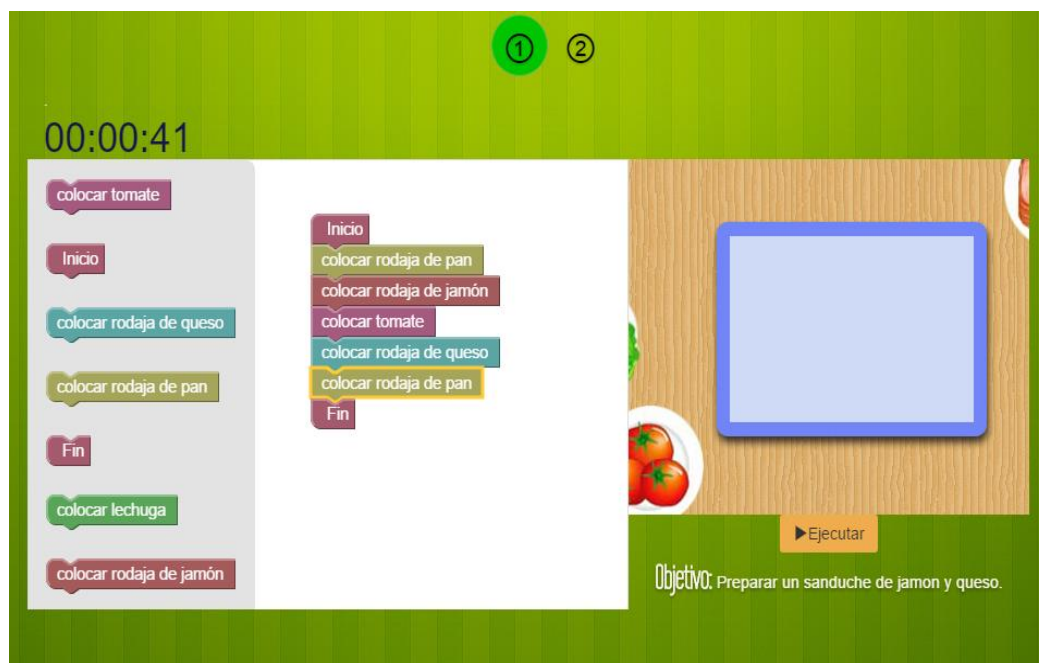 ① ②
00:00:41
colocar tomate
Inicio
colocar rodaja de queso
colocar rodaja de pan
Fin
colocar lechuga
colocar rodaja de jamón
Inicio
colocar rodaja de pan
colocar rodaja de jamón
colocar tomate
colocar rodaja de queso
colocar rodaja de pan
Fin
▶Ejecutar
Objetivo: Preparar un sanduche de jamon y queso.